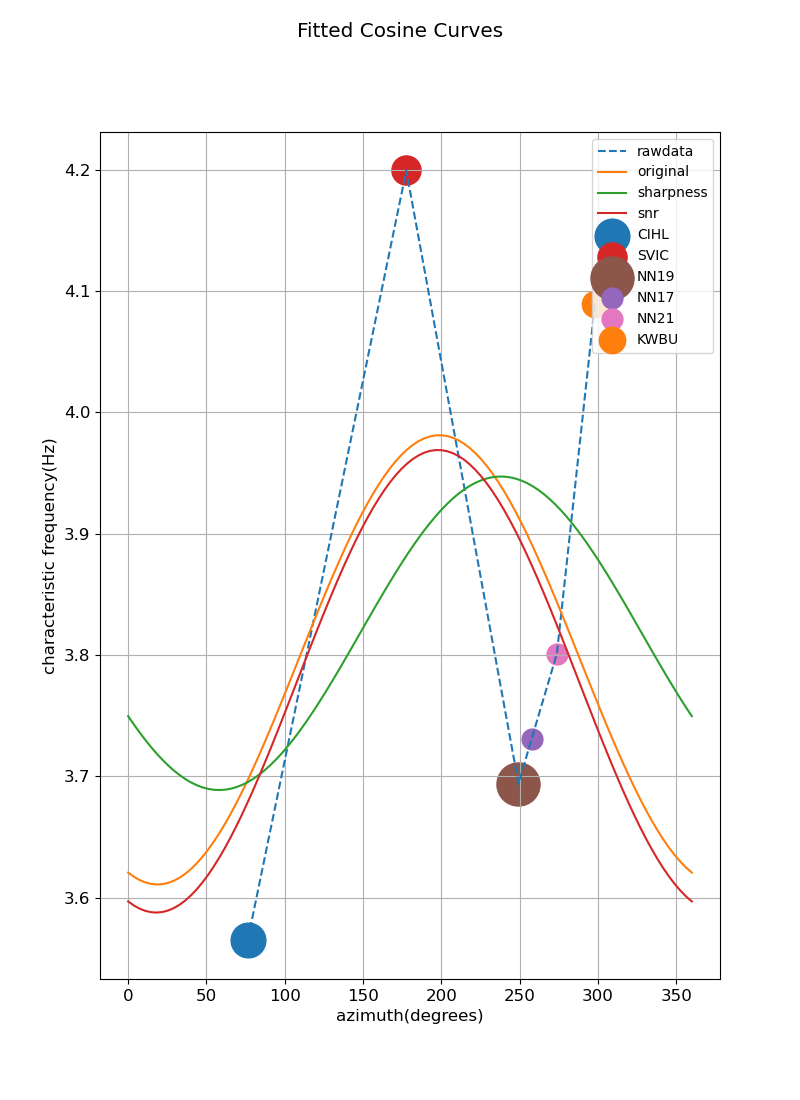 Fitted Cosine Curves
characteristic frequency(Hz)
4.2
4.1
4.0
3.9
3.8
3.7
3.6
rawdata
original
sharpness
snr
CIHL
SVIC
NN19
NN17
NN21
KWBU
0 50 100 150 200 250 300 350
azimuth(degrees)